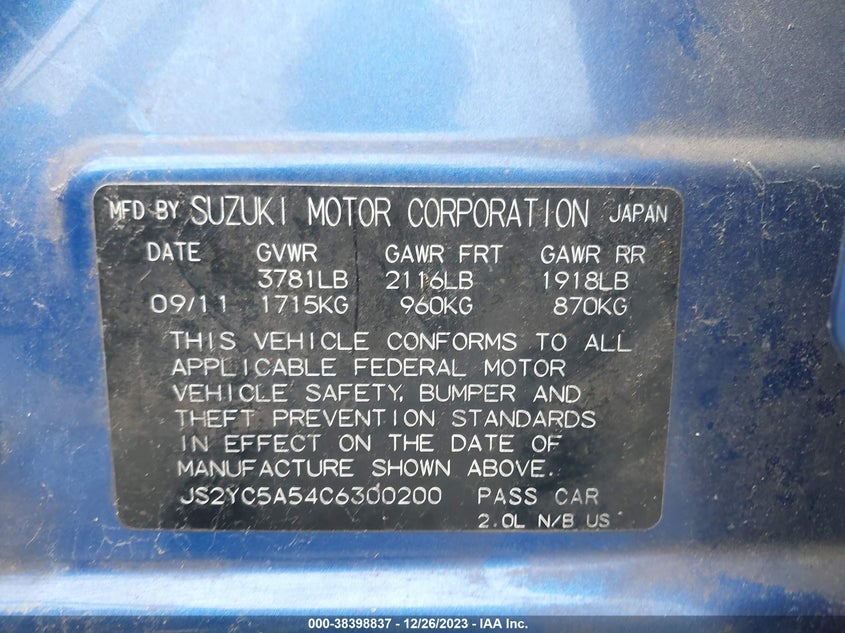 MFD BY SUZUKI MOTOR CORPORATION JAPAN
DATE GVWR GAWR FRT GAWR RR
3781LB 2116LB 1918LB
09/11 1715KG 960KG 870KG
THIS VEHICLE CONFORMS TO ALL
APPLICABLE FEDERAL MOTOR
VEHICLE SAFETY, BUMPER AND
THEFT PREVENTION STANDARDS
IN EFFECT ON THE DATE OF
MANUFACTURE SHOWN ABOVE.
JS2YC5A54C6300200 PASS CAR
2.0L N/B US
000-38398837 - 12/26/2023 - IAA Inc.